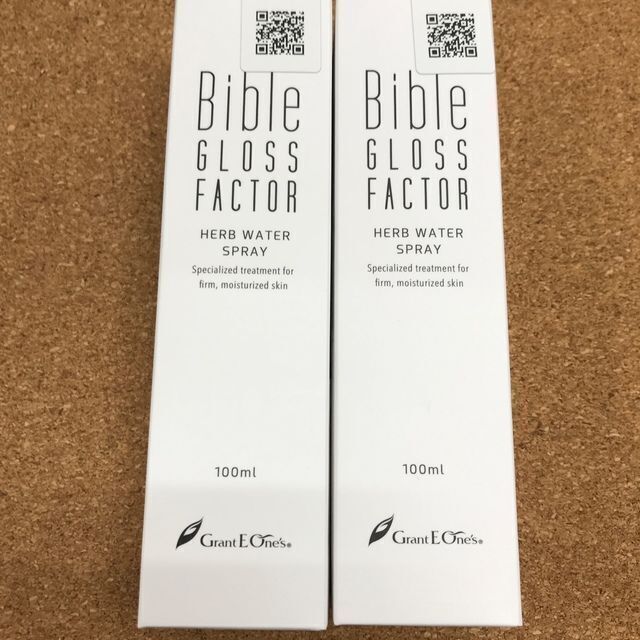 Bible
GLOSS
FACTOR
HERB WATER
SPRAY
Specialized treatment for
firm, moisturized skin
100ml
Grant E One's®
Bible
GLOSS
FACTOR
HERB WATER
SPRAY
Specialized treatment for
firm, moisturized skin
100ml
Grant E One's®